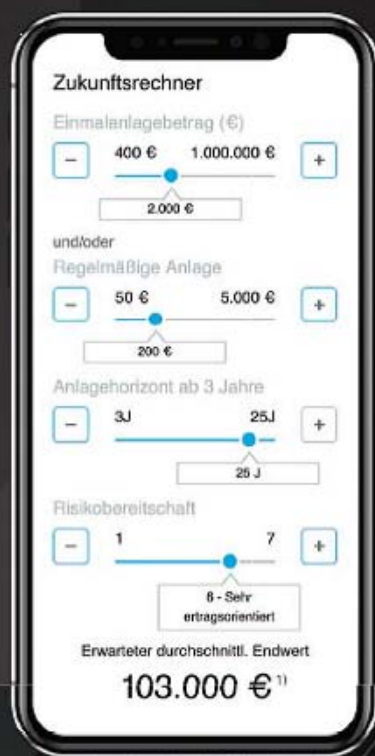 Zukunftsrechner
Einmalanlagebetrag (€)
− 400 € 1.000.000 € +
2.000 €
und/oder
Regelmäßige Anlage
− 50 € 5.000 € +
200 €
Anlagehorizont ab 3 Jahre
− 3J 25J +
25 J
Risikobereitschaft
− 1 7 +
6 - Sehr
ertragsorientiert
Erwarteter durchschnittl. Endwert
103.000 € 1)